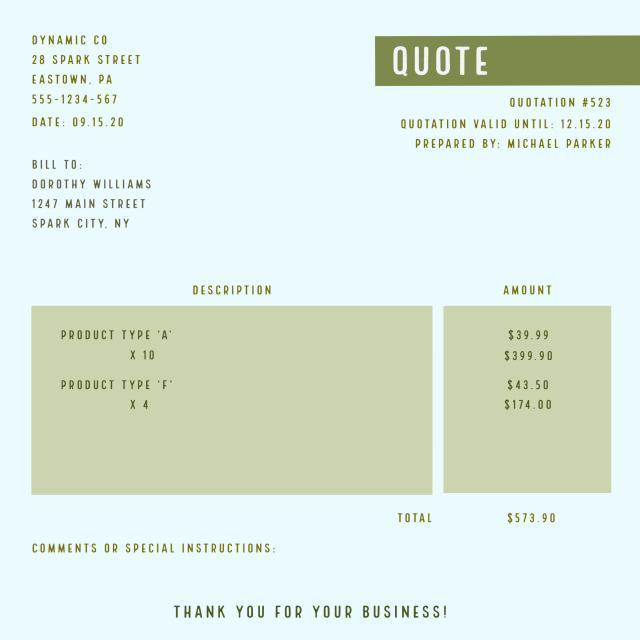 DYNAMIC CO
28 SPARK STREET
EASTOWN, PA
555-1234-567
DATE: 09.15.20
QUOTE
QUOTATION #523
QUOTATION VALID UNTIL: 12.15.20
PREPARED BY: MICHAEL PARKER
BILL TO:
DOROTHY WILLIAMS
1247 MAIN STREET
SPARK CITY, NY
DESCRIPTION AMOUNT
PRODUCT TYPE 'A' $39.99
X 10 $399.90
PRODUCT TYPE 'F' $43.50
X 4 $174.00
TOTAL $573.90
COMMENTS OR SPECIAL INSTRUCTIONS:
THANK YOU FOR YOUR BUSINESS!